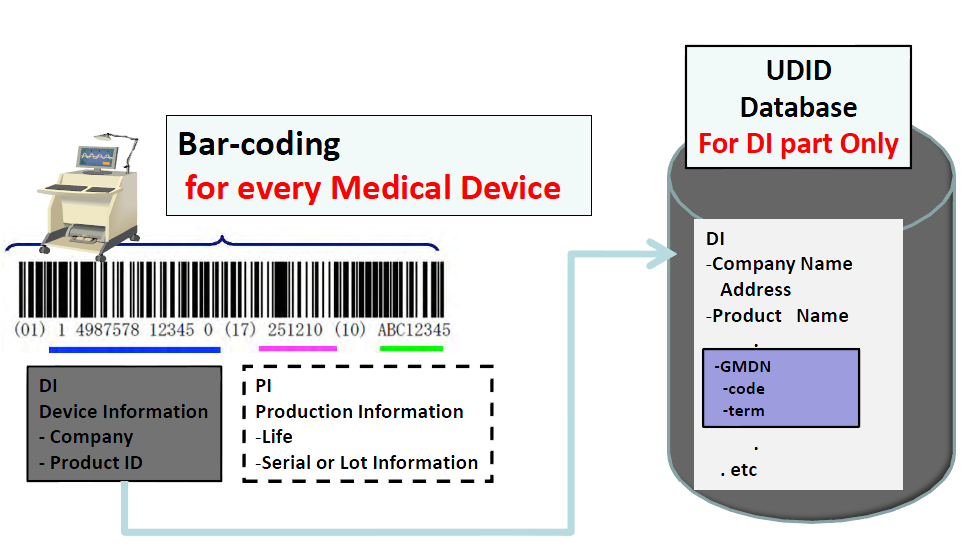 Bar-coding
for every Medical Device
(01) 1 4987578 12345 0 (17) 251210 (10) ABC12345
DI
Device Information
- Company
- Product ID
PI
Production Information
-Life
-Serial or Lot Information
UDID
Database
For DI part Only
DI
-Company Name
Address
-Product Name
.
-GMDN
-code
-term
.
. etc